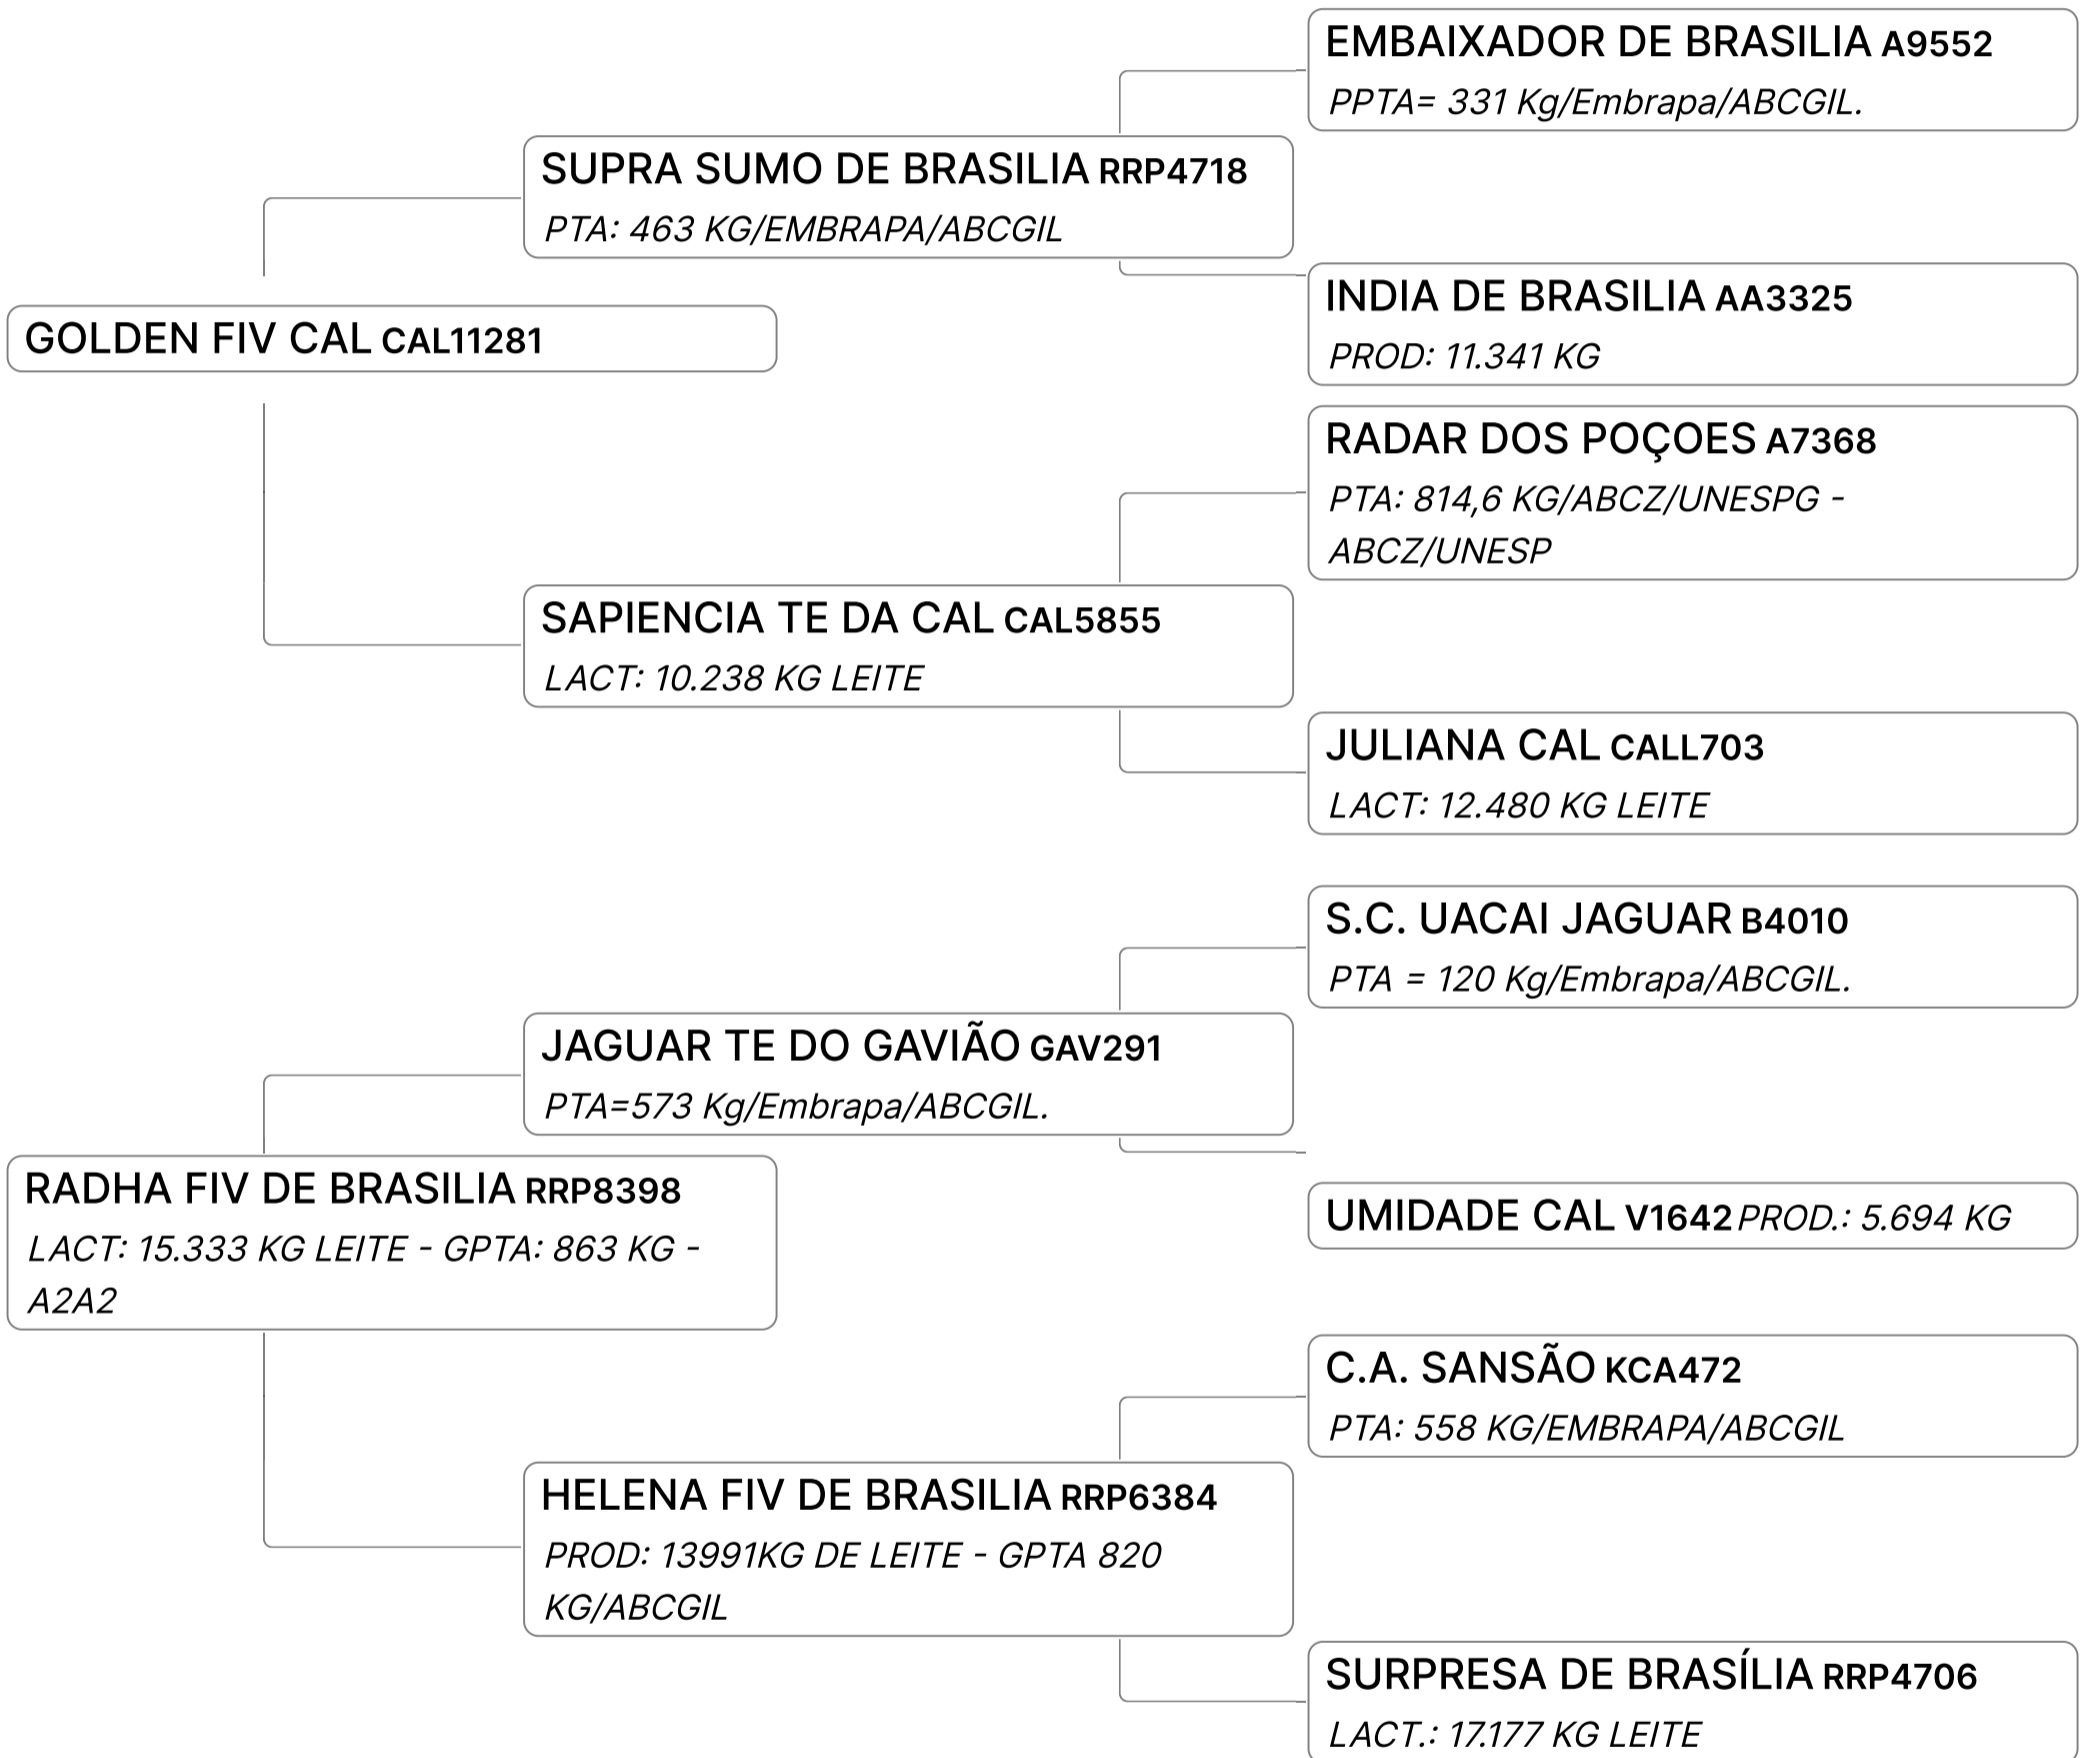 EMBAIXADOR DE BRASILIA A9552
PPTA= 331 Kg/Embrapa/ABCGIL.
SUPRA SUMO DE BRASILIA RRP4718
PTA: 463 KG/EMBRAPA/ABCGIL
INDIA DE BRASILIA AA3325
PROD: 11.341 KG
GOLDEN FIV CAL CAL11281
RADAR DOS POÇOES A7368
PTA: 814,6 KG/ABCZ/UNESPG -
ABCZ/UNESP
SAPIENCIA TE DA CAL CAL5855
LACT: 10.238 KG LEITE
JULIANA CAL CALL703
LACT: 12.480 KG LEITE
S.C. UACAI JAGUAR B4010
PTA = 120 Kg/Embrapa/ABCGIL.
JAGUAR TE DO GAVIÃO GAV291
PTA=573 Kg/Embrapa/ABCGIL.
UMIDADE CAL V1642 PROD.: 5.694 KG
RADHA FIV DE BRASILIA RRP8398
LACT: 15.333 KG LEITE - GPTA: 863 KG -
A2A2
C.A. SANSÃO KCA472
PTA: 558 KG/EMBRAPA/ABCGIL
HELENA FIV DE BRASILIA RRP6384
PROD: 13991KG DE LEITE - GPTA 820
KG/ABCGIL
SURPRESA DE BRASÍLIA RRP4706
LACT.: 17.177 KG LEITE